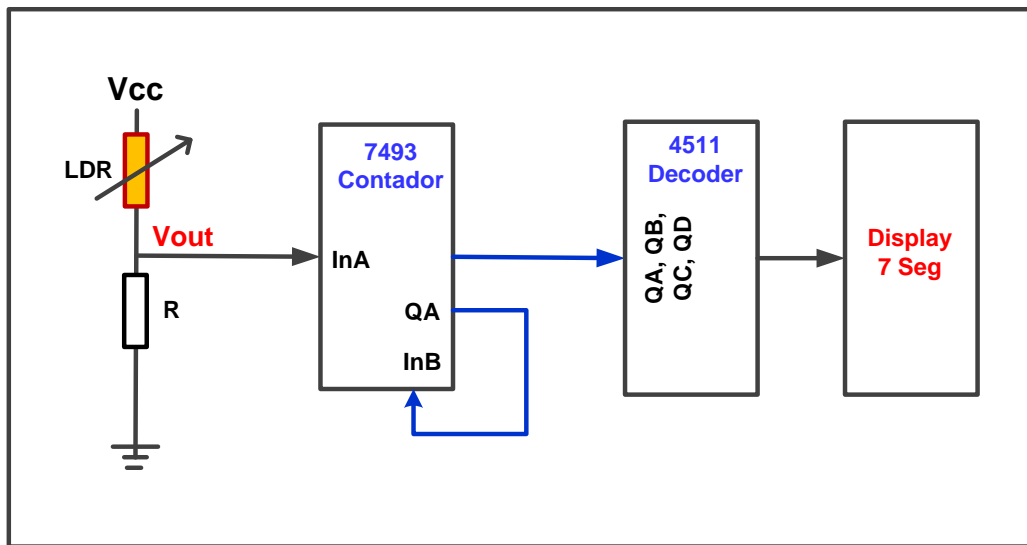 Vcc
LDR
Vout
R
7493
Contador
InA
QA
InB
4511
Decoder
QA, QB,
QC, QD
Display
7 Seg